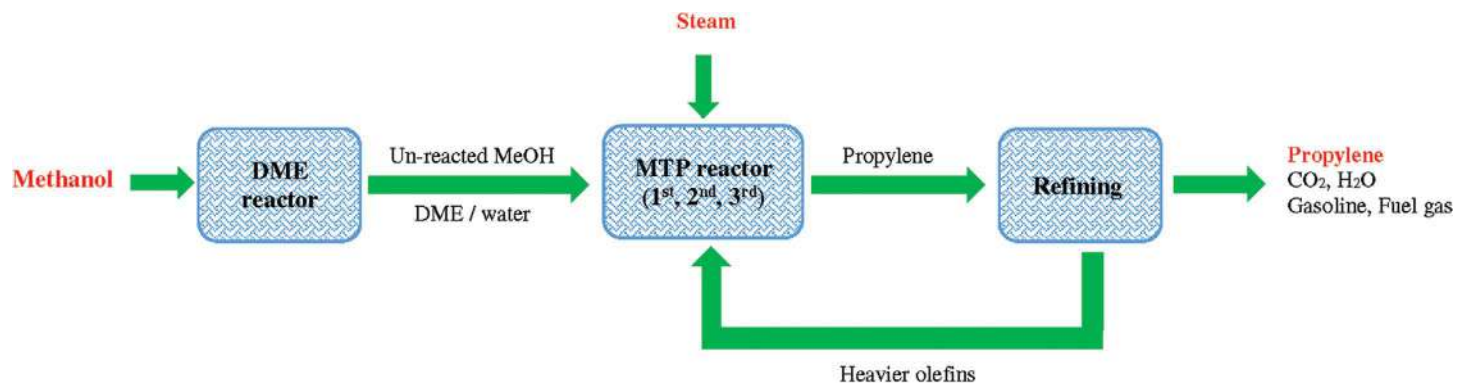 Steam
Methanol
DME
reactor
Un-reacted MeOH
DME / water
MTP reactor
(1st, 2nd, 3rd)
Propylene
Refining
Propylene
CO₂, H₂O
Gasoline, Fuel gas
Heavier olefins